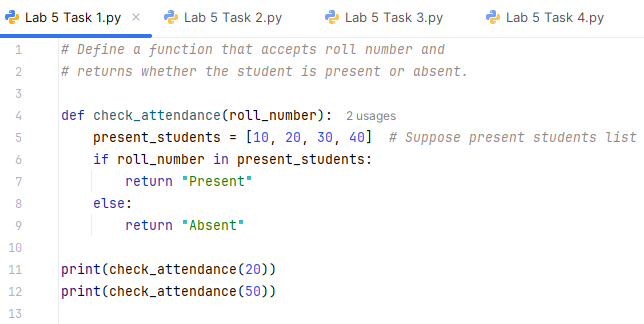 Lab 5 Task 1.py × Lab 5 Task 2.py Lab 5 Task 3.py Lab 5 Task 4.py
1 # Define a function that accepts roll number and
2 # returns whether the student is present or absent.
3
4 def check_attendance(roll_number): 2 usages
5     present_students = [10, 20, 30, 40]  # Suppose present students list
6     if roll_number in present_students:
7         return "Present"
8     else:
9         return "Absent"
10
11 print(check_attendance(20))
12 print(check_attendance(50))
13